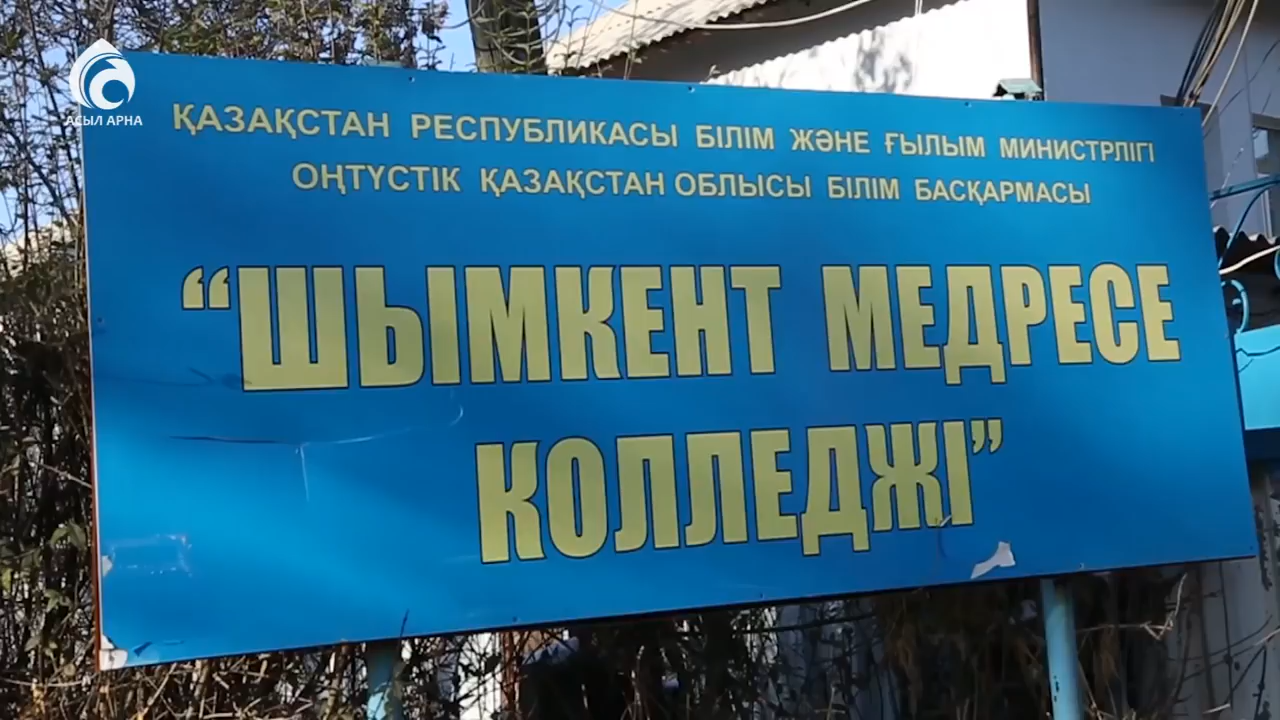 АСЫЛ АРНА
ҚАЗАҚСТАН РЕСПУБЛИКАСЫ БІЛІМ ЖӘНЕ ҒЫЛЫМ МИНИСТРЛІГІ
ОҢТҮСТІК ҚАЗАҚСТАН ОБЛЫСЫ БІЛІМ БАСҚАРМАСЫ
“ШЫМКЕНТ МЕДРЕСЕ
КОЛЛЕДЖІ”